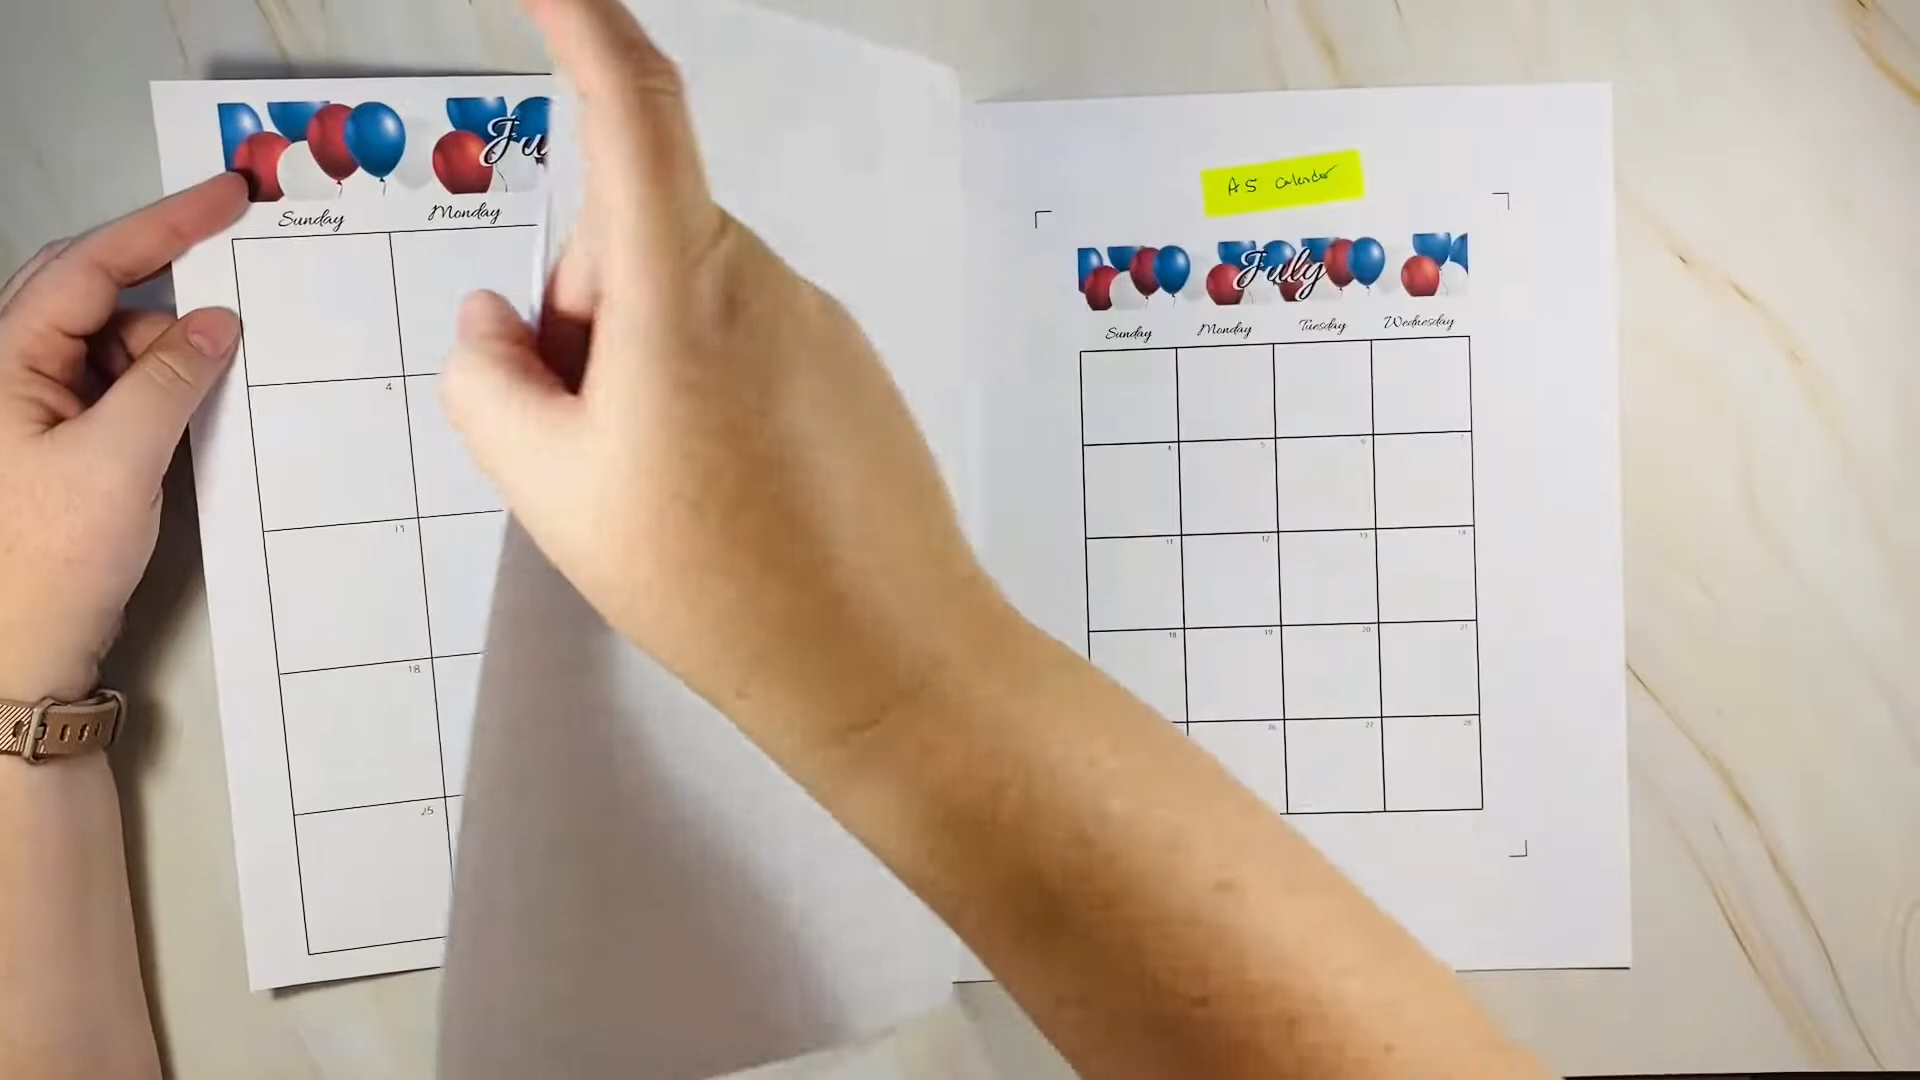 Ju
Sunday Monday
4
11
18
25
A5 Calendar
July
Sunday Monday Tuesday Wednesday
4 5 6 7
11 12 13 14
18 19 20 21
26 27 28